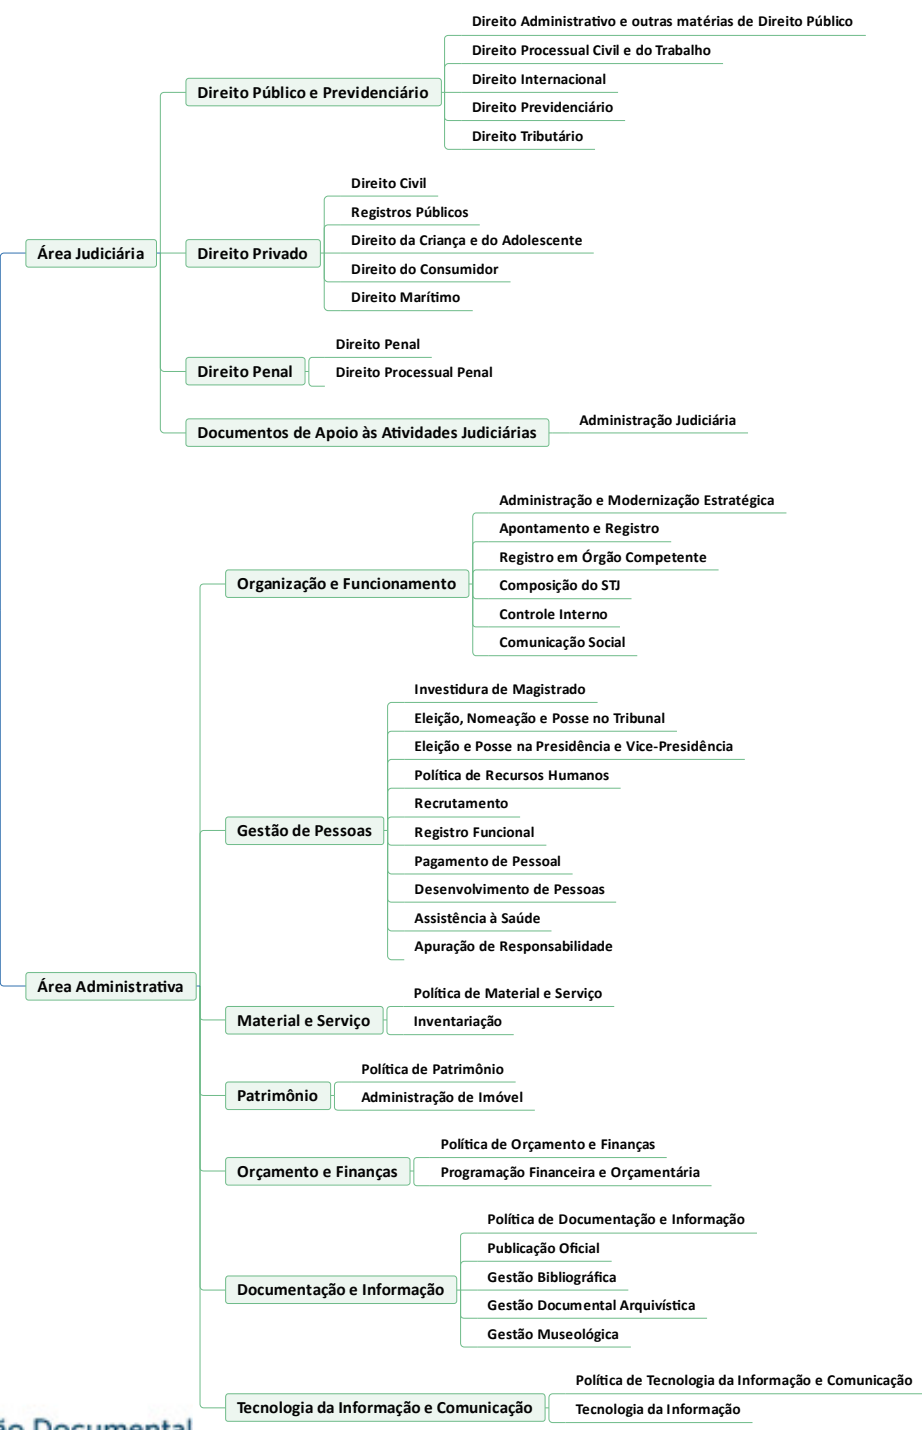 Direito Administrativo e outras matérias de Direito Público
Direito Processual Civil e do Trabalho
Direito Internacional
Direito Público e Previdenciário
Direito Previdenciário
Direito Tributário
Direito Civil
Registros Públicos
Direito da Criança e do Adolescente
Área Judiciária
Direito Privado
Direito do Consumidor
Direito Marítimo
Direito Penal
Direito Penal
Direito Processual Penal
Administração Judiciária
Documentos de Apoio às Atividades Judiciárias
Administração e Modernização Estratégica
Apontamento e Registro
Registro em Órgão Competente
Organização e Funcionamento
Composição do STJ
Controle Interno
Comunicação Social
Investidura de Magistrado
Eleição, Nomeação e Posse no Tribunal
Eleição e Posse na Presidência e Vice-Presidência
Política de Recursos Humanos
Recrutamento
Gestão de Pessoas
Registro Funcional
Pagamento de Pessoal
Desenvolvimento de Pessoas
Assistência à Saúde
Apuração de Responsabilidade
Área Administrativa
Política de Material e Serviço
Material e Serviço
Inventariação
Política de Patrimônio
Patrimônio
Administração de Imóvel
Política de Orçamento e Finanças
Orçamento e Finanças
Programação Financeira e Orçamentária
Política de Documentação e Informação
Publicação Oficial
Gestão Bibliográfica
Documentação e Informação
Gestão Documental Arquivística
Gestão Museológica
Política de Tecnologia da Informação e Comunicação
Tecnologia da Informação e Comunicação
Tecnologia da Informação
ão Documental